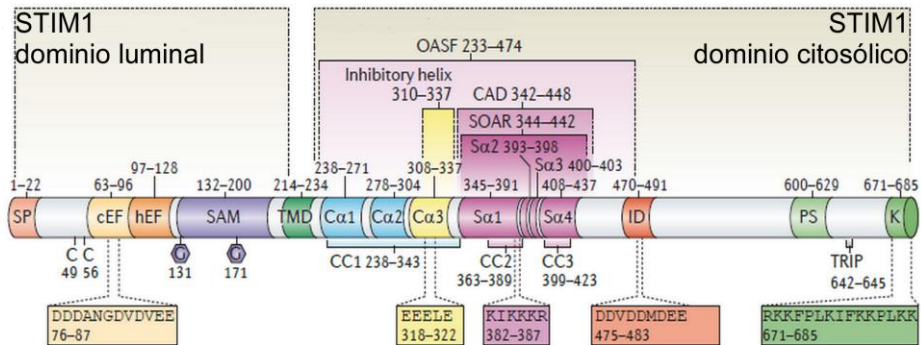 STIM1
dominio luminal
STIM1
dominio citosólico
OASF 233–474
Inhibitory helix
310–337
CAD 342–448
SOAR 344–442
Sα2 393–398
Sα3 400–403
1–22
63–96
97–128
132–200
214–234
238–271
278–304
308–337
345–391
408–437
470–491
600–629
671–685
SP
cEF
hEF
SAM
TMD
Cα1
Cα2
Cα3
Sα1
Sα4
ID
PS
K
C
49
C
56
G
131
G
171
CC1 238–343
CC2
363–389
CC3
399–423
TRIP
642–645
DDDANGDVDVEE
76–87
EEELE
318–322
KIKKKR
382–387
DDVDDMDEE
475–483
RKKFPLKIFKKPLKK
671–685